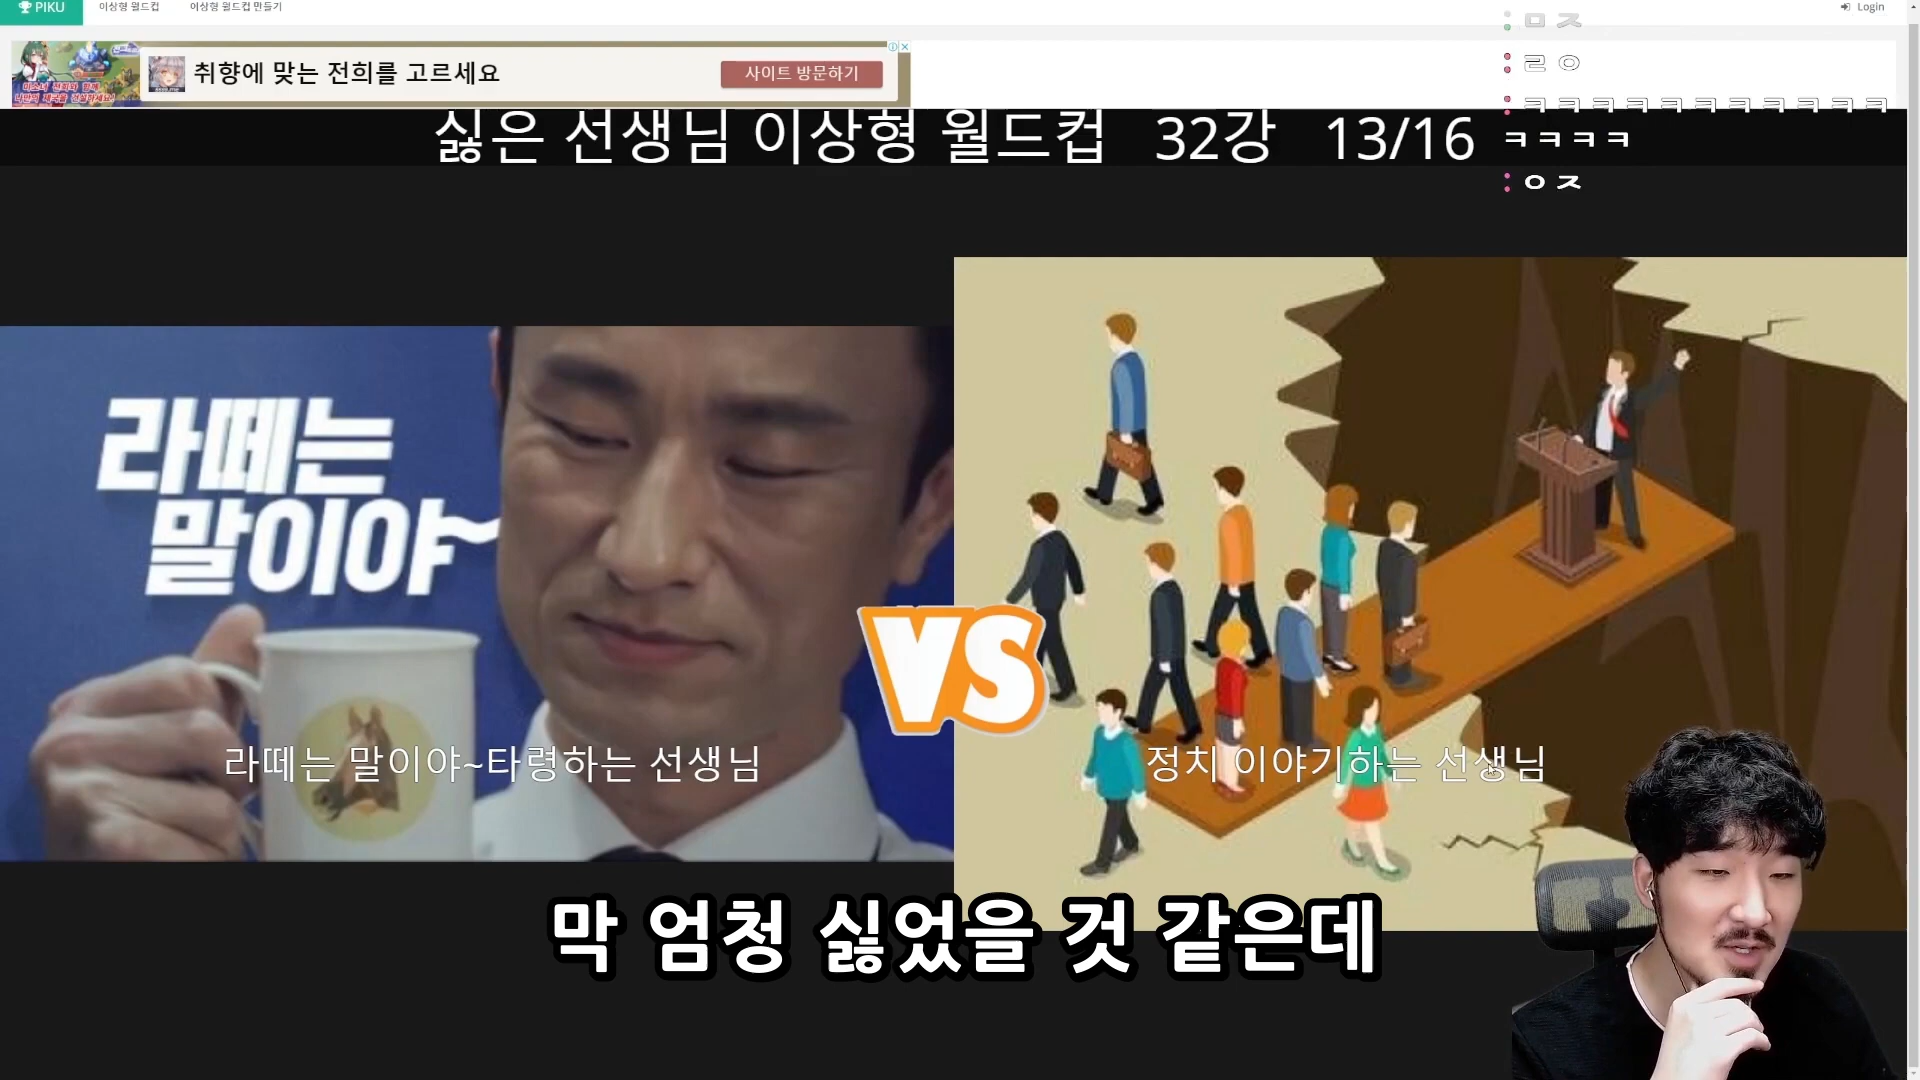 PIKU
이상형 월드컵
이상형 월드컵 만들기
Login
취향에 맞는 전희를 고르세요
사이트 방문하기
싫은 선생님 이상형 월드컵 32강 13/16
: ㅁㅈ
: ㄹㅇ
: ㅋㅋㅋㅋㅋㅋㅋㅋㅋㅋㅋ
ㅋㅋㅋㅋ
: ㅇㅈ
라떼는
말이야~
VS
라떼는 말이야~타령하는 선생님
정치 이야기하는 선생님
막 엄청 싫었을 것 같은데